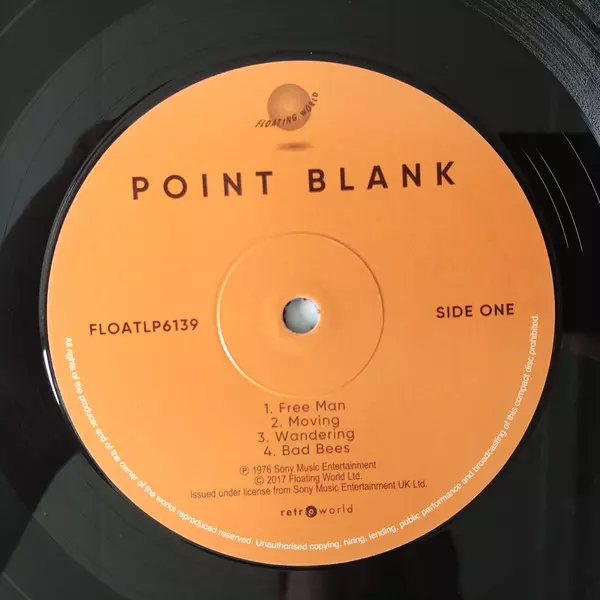 FLOATING WORLD
POINT BLANK
FLOATLP6139
SIDE ONE
1. Free Man
2. Moving
3. Wandering
4. Bad Bees
℗ 1976 Sony Music Entertainment
© 2017 Floating World Ltd
Issued under license from Sony Music Entertainment UK Ltd.
retroworld
All rights of the producer and of the owner of the works reproduced reserved. Unauthorised copying, hiring, lending, public performance and broadcasting of this compact disc prohibited.